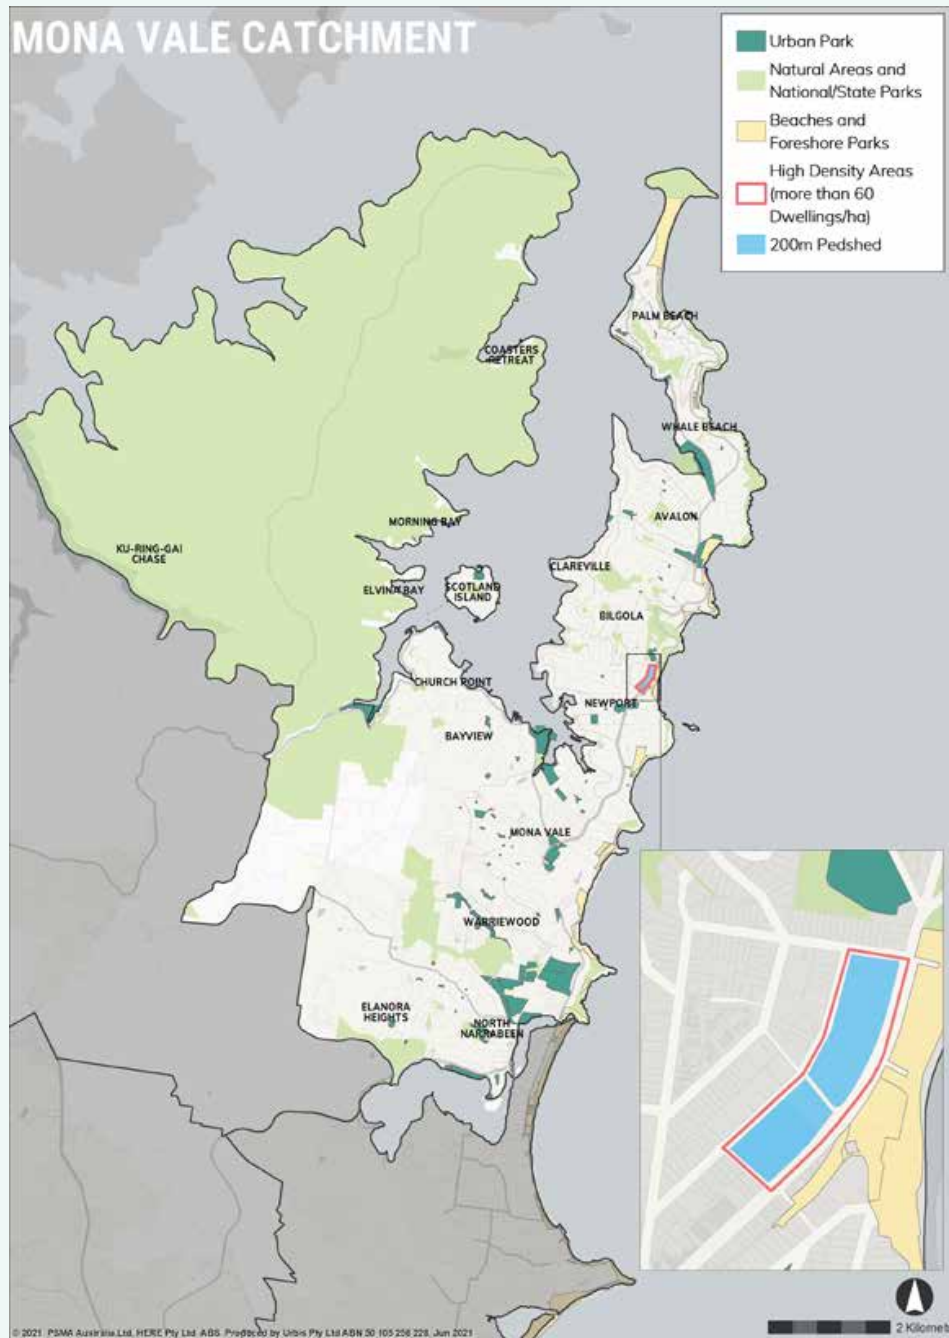 MONA VALE CATCHMENT
Urban Park
Natural Areas and
National/State Parks
Beaches and
Foreshore Parks
High Density Areas
(more than 60
Dwellings/ha)
200m Pedshed
PALM BEACH
COASTERS
RETREAT
WHALE BEACH
AVALON
MORNING BAY
KU-RING-GAI
CHASE
CLAREVILLE
ELVINA BAY
SCOTLAND
ISLAND
BILGOLA
CHURCH POINT
NEWPORT
BAYVIEW
MONA VALE
WARRIEWOOD
ELANORA
HEIGHTS
NORTH
NARRABEEN
2 Kilomet
© 2021. PSMA Australia Ltd, HERE Pty Ltd. ABS. Produced by Urbis Pty Ltd ABN 50 105 256 228, Jun 2021